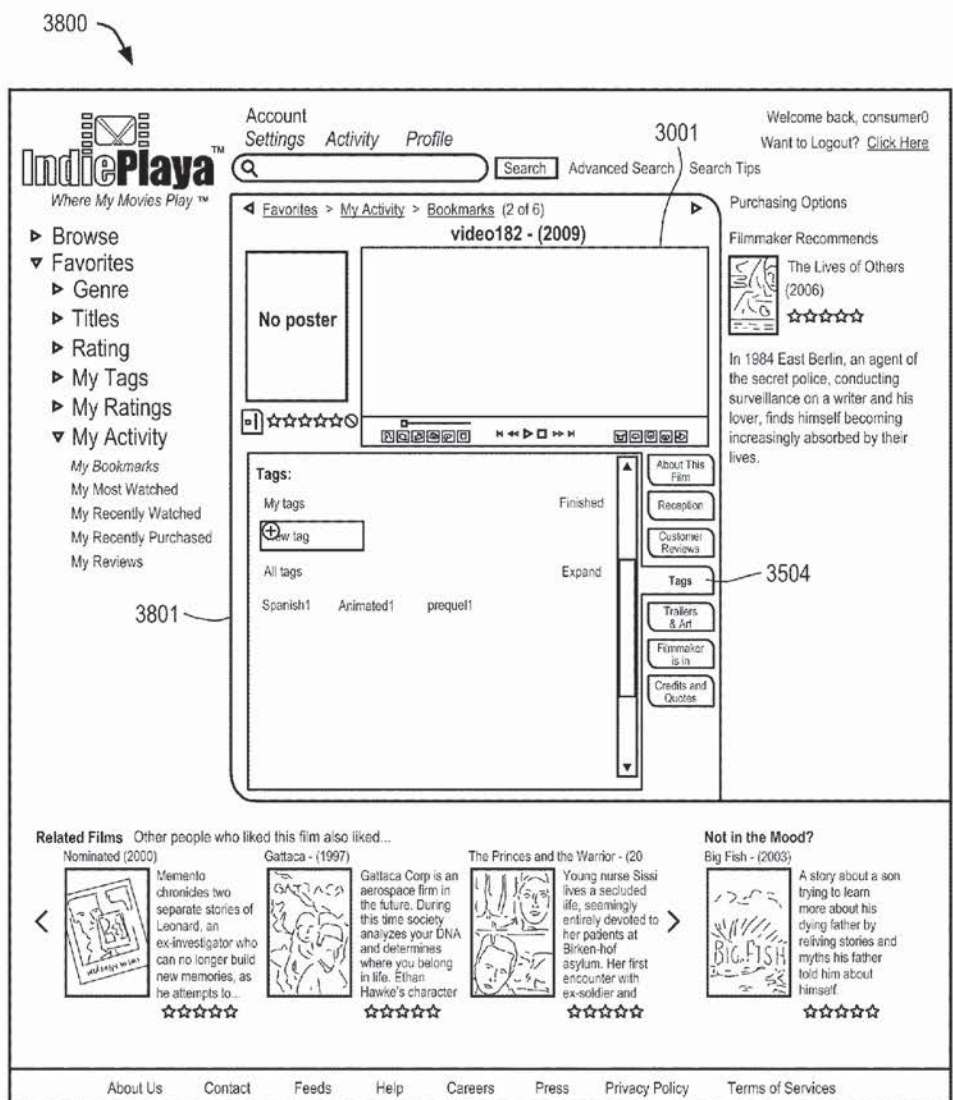 3800
IndiePlaya™
Where My Movies Play ™
Account
Settings Activity Profile
Search Advanced Search Search Tips
Welcome back, consumer0
Want to Logout? Click Here
3001
Browse
Favorites
Genre
Titles
Rating
My Tags
My Ratings
My Activity
My Bookmarks
My Most Watched
My Recently Watched
My Recently Purchased
My Reviews
Favorites > My Activity > Bookmarks (2 of 6)
video182 - (2009)
No poster
Tags:
My tags Finished
ew tag
All tags Expand
Spanish1 Animated1 prequel1
3801
About This
Film
Reception
Customer
Reviews
Tags
Trailers
& Art
Filmmaker
is in
Credits and
Quotes
3504
Purchasing Options
Filmmaker Recommends
The Lives of Others
(2006)
In 1984 East Berlin, an agent of
the secret police, conducting
surveillance on a writer and his
lover, finds himself becoming
increasingly absorbed by their
lives.
Related Films Other people who liked this film also liked...
Nominated (2000)
Memento
chronicles two
separate stories of
Leonard, an
ex-investigator who
can no longer build
new memories, as
he attempts to...
Gattaca - (1997)
GATTACA
Gattaca Corp is an
aerospace firm in
the future. During
this time society
analyzes your DNA
and determines
where you belong
in life. Ethan
Hawke's character
The Princes and the Warrior - (20
Young nurse Sissi
lives a secluded
life, seemingly
entirely devoted to
her patients at
Birken-hof
asylum. Her first
encounter with
ex-soldier and
Not in the Mood?
Big Fish - (2003)
BIG FISH
A story about a son
trying to learn
more about his
dying father by
reliving stories and
myths his father
told him about
himself.
About Us Contact Feeds Help Careers Press Privacy Policy Terms of Services